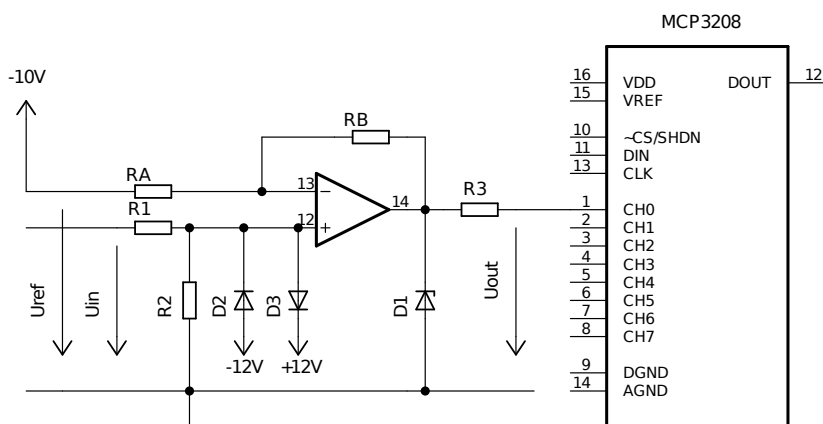 MCP3208
-10V
16 VDD DOUT 12
15 VREF
RB
10 ~CS/SHDN
11 DIN
13 CLK
RA
13 −
14
R3
1 CH0
R1
12 +
2 CH1
3 CH2
4 CH3
5 CH4
6 CH5
7 CH6
8 CH7
Uref
Uin
R2
D2
D3
D1
Uout
-12V
+12V
9 DGND
14 AGND